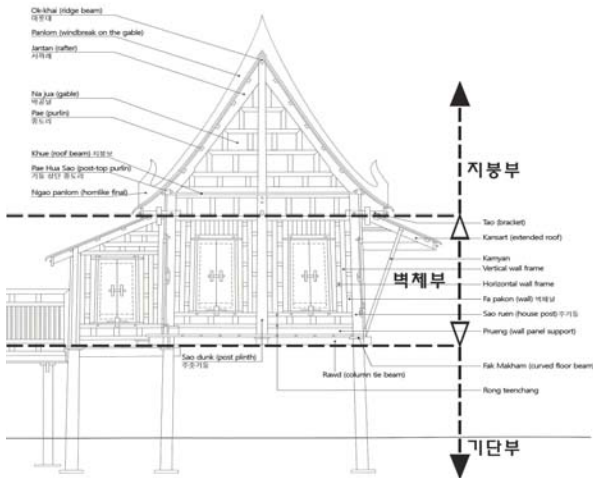 Ok-khai (ridge beam)
마룻대
Panlom (windbreak on the gable)
Jantan (rafter)
서까래
Na jua (gable)
박공널
Pae (purlin)
중도리
Khue (roof beam) 지붕보
Pae Hua Sao (post-top purlin)
기둥 상단 중도리
Ngao panlom (hornlike final)
지붕부
Tao (bracket)
Kansart (extended roof)
Kamyan
Vertical wall frame
벽체부
Horizontal wall frame
Fa pakon (wall) 벽체널
Sao ruen (house post) 주기둥
Prueng (wall panel support)
Sao dunk (post plinth)
주춧기둥
Rawd (column tie beam)
Fak Makham (curved floor beam)
Rong teenchang
기단부